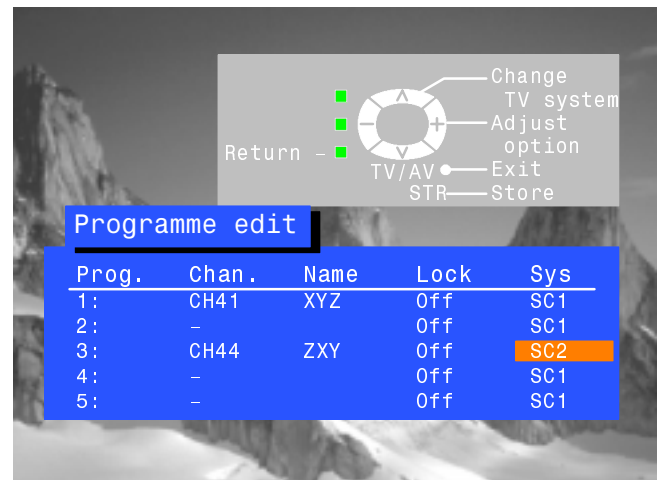 Change
TV system
Adjust
option
Return –
TV/AV
Exit
STR
Store
Programme edit
Prog. Chan. Name Lock Sys
1: CH41 XYZ Off SC1
2: – Off SC1
3: CH44 ZXY Off SC2
4: – Off SC1
5: – Off SC1